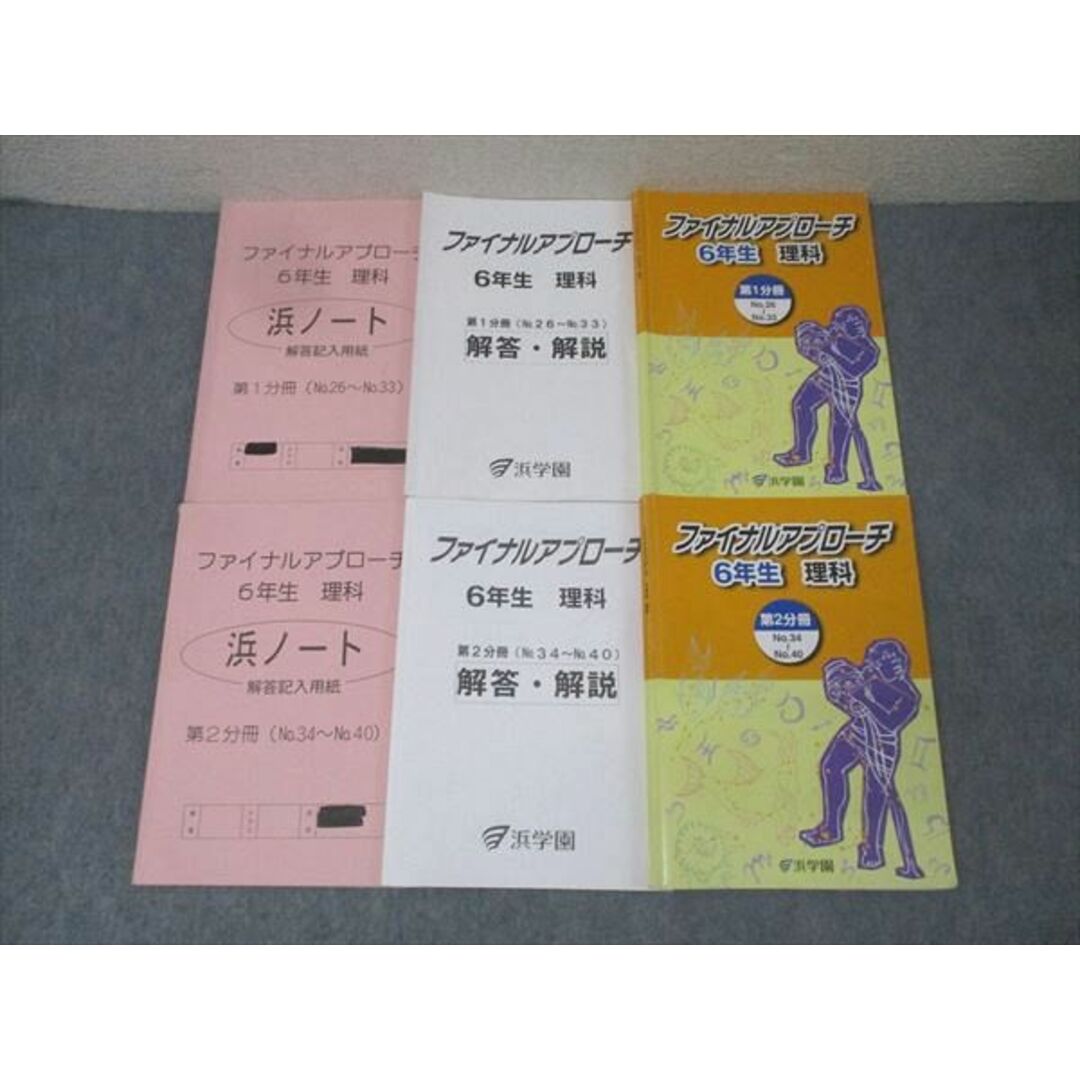 ファイナルアプローチ
6年生 理科
浜ノート
解答記入用紙
第1分冊(No.26〜No.33)
ファイナルアプローチ
6年生 理科
第1分冊(No.26〜No.33)
解答・解説
浜学園
ファイナルアプローチ
6年生 理科
第1分冊
No.26
〜
No.33
浜学園
ファイナルアプローチ
6年生 理科
浜ノート
解答記入用紙
第2分冊(No.34〜No.40)
ファイナルアプローチ
6年生 理科
第2分冊(No.34〜No.40)
解答・解説
浜学園
ファイナルアプローチ
6年生 理科
第2分冊
No.34
〜
No.40
浜学園